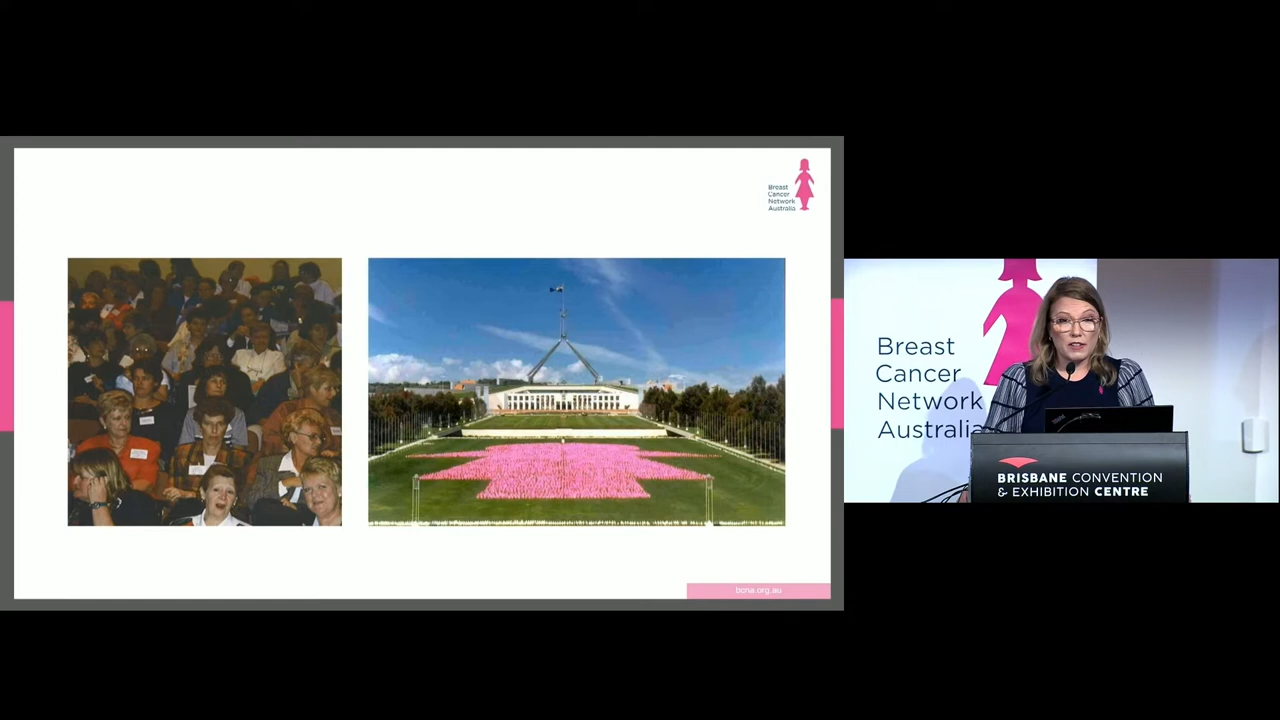 Breast
Cancer
Network
Australia
bcna.org.au
Breast
Cancer
Network
Australia
BRISBANE CONVENTION
& EXHIBITION CENTRE